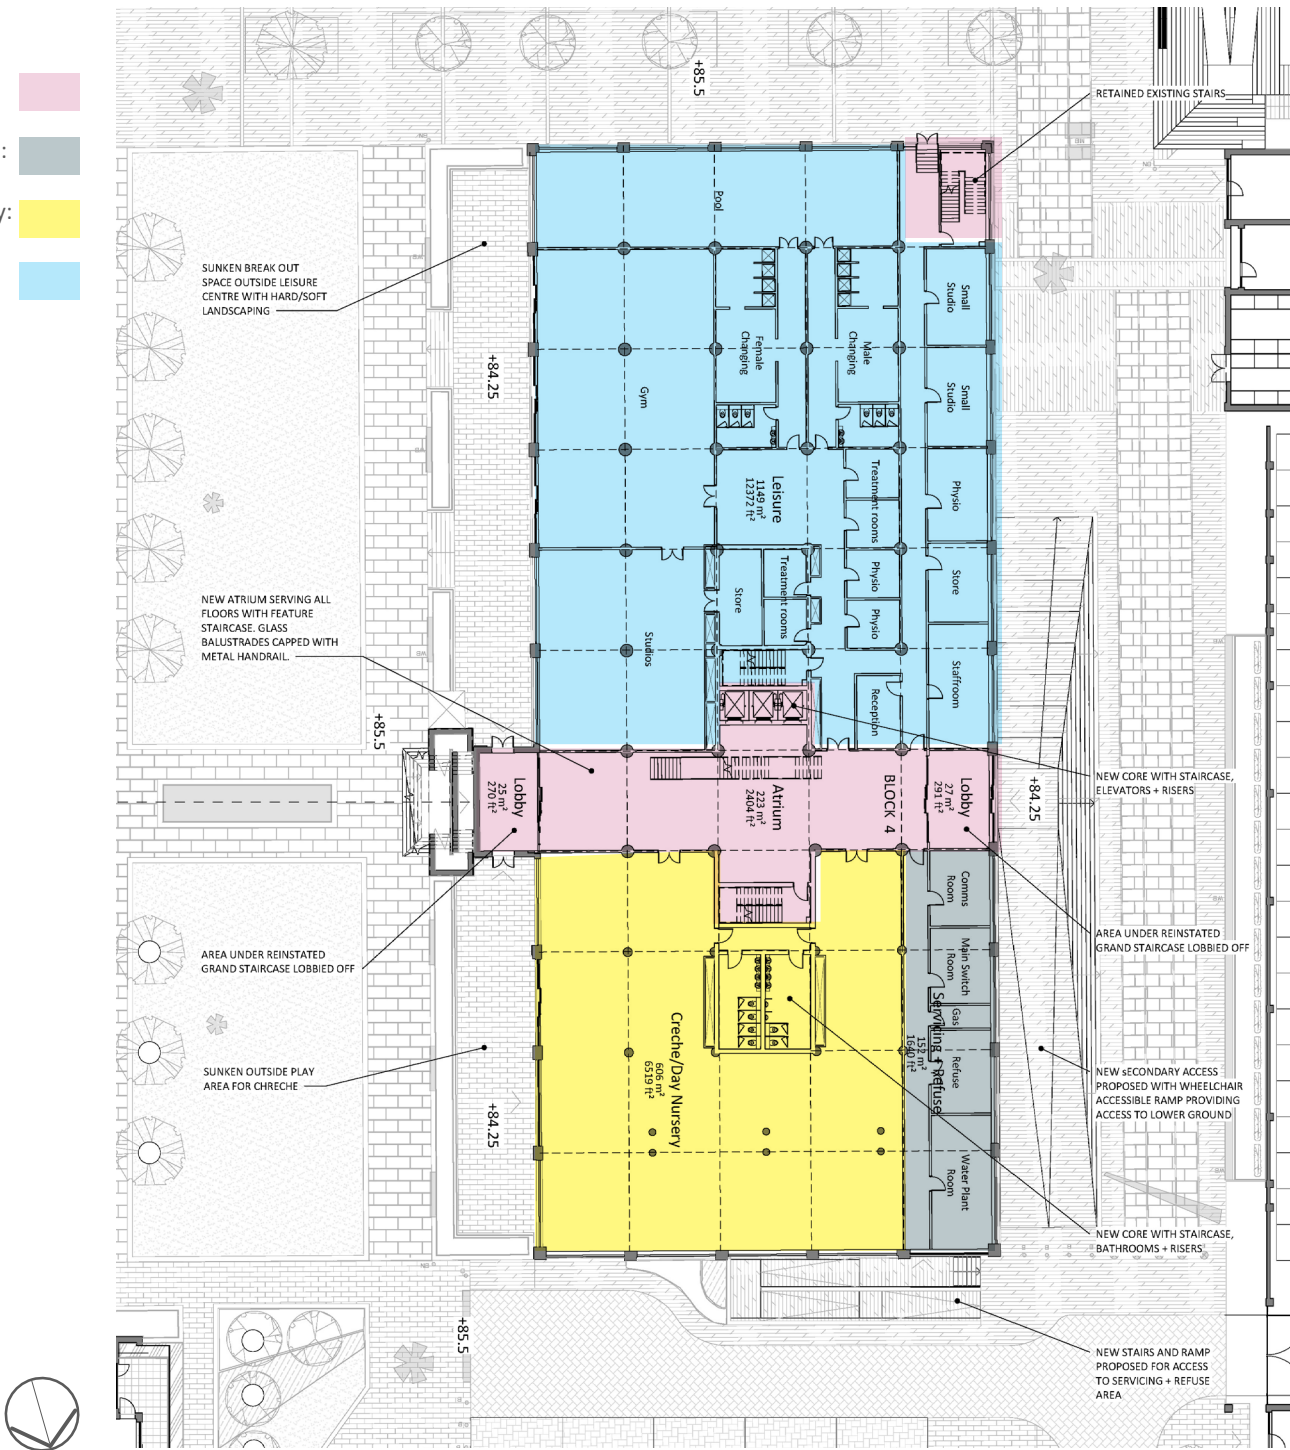 :
y:
+85.5
RETAINED EXISTING STAIRS
Pool
SUNKEN BREAK OUT
SPACE OUTSIDE LEISURE
CENTRE WITH HARD/SOFT
LANDSCAPING
+84.25
Female
Changing
Male
Changing
Small
Studio
Small
Studio
Gym
Leisure
1149 m²
12372 ft²
Treatment rooms
Physio
Physio
Physio
Store
Treatment rooms
Store
Studios
Staffroom
Reception
NEW ATRIUM SERVING ALL
FLOORS WITH FEATURE
STAIRCASE. GLASS
BALUSTRADES CAPPED WITH
METAL HANDRAIL.
+85.5
Lobby
25 m²
270 ft²
Atrium
223 m²
2404 ft²
BLOCK 4
Lobby
27 m²
291 ft²
+84.25
NEW CORE WITH STAIRCASE,
ELEVATORS + RISERS
AREA UNDER REINSTATED
GRAND STAIRCASE LOBBIED OFF
AREA UNDER REINSTATED
GRAND STAIRCASE LOBBIED OFF
Comms
Room
Main Switch
Room
Gas
Refuse
Servicing + Refuse
152 m²
1640 ft²
Water Plant
Room
Creche/Day Nursery
606 m²
6519 ft²
SUNKEN OUTSIDE PLAY
AREA FOR CHRECHE
+84.25
NEW sECONDARY ACCESS
PROPOSED WITH WHEELCHAIR
ACCESSIBLE RAMP PROVIDING
ACCESS TO LOWER GROUND
NEW CORE WITH STAIRCASE,
BATHROOMS + RISERS
+85.5
NEW STAIRS AND RAMP
PROPOSED FOR ACCESS
TO SERVICING + REFUSE
AREA